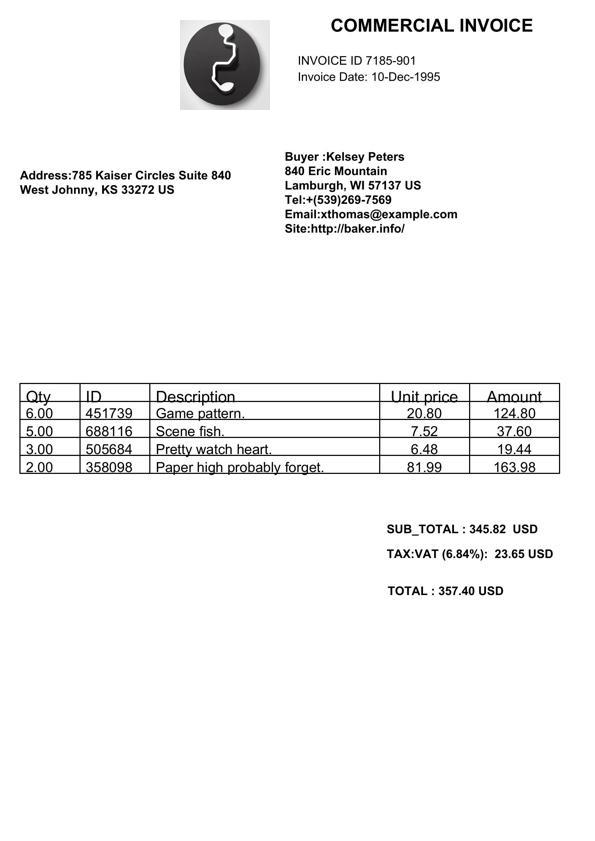 COMMERCIAL INVOICE
INVOICE ID 7185-901
Invoice Date: 10-Dec-1995
Address:785 Kaiser Circles Suite 840
West Johnny, KS 33272 US
Buyer :Kelsey Peters
840 Eric Mountain
Lamburgh, WI 57137 US
Tel:+(539)269-7569
Email:xthomas@example.com
Site:http://baker.info/
Qty ID Description Unit price Amount
6.00 451739 Game pattern. 20.80 124.80
5.00 688116 Scene fish. 7.52 37.60
3.00 505684 Pretty watch heart. 6.48 19.44
2.00 358098 Paper high probably forget. 81.99 163.98
SUB_TOTAL : 345.82 USD
TAX:VAT (6.84%): 23.65 USD
TOTAL : 357.40 USD